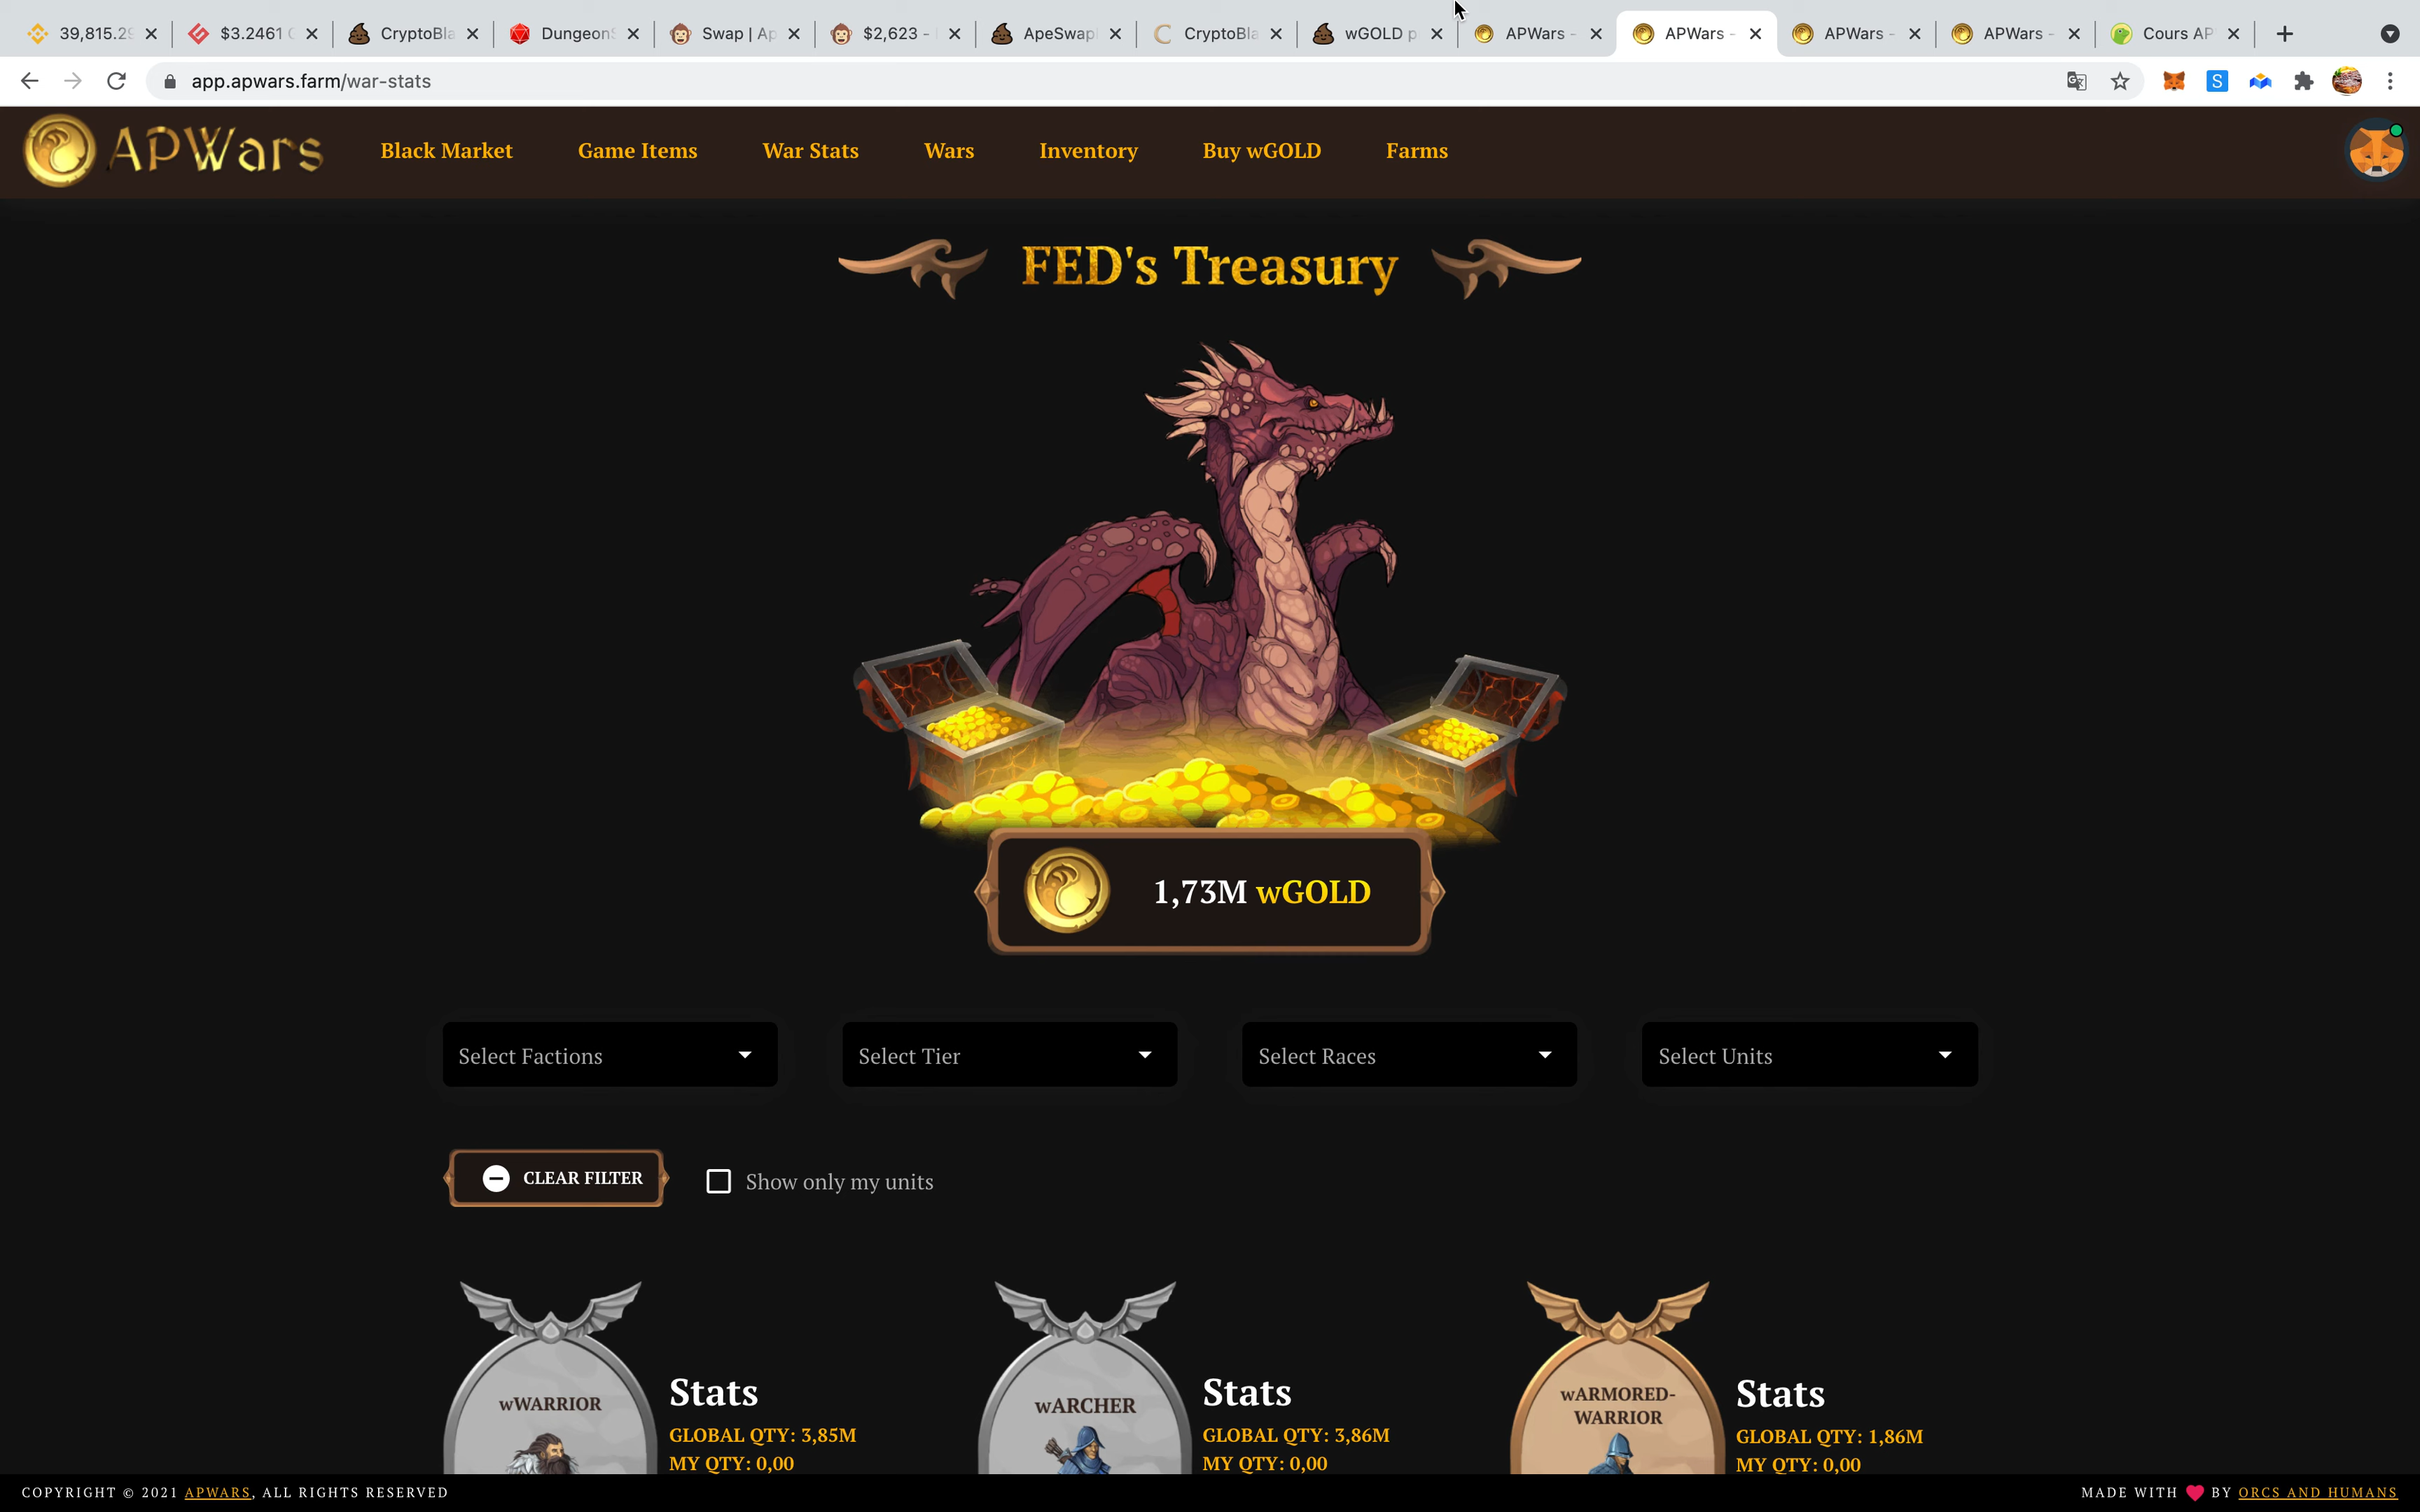 39,815.29
$3.2461
CryptoBla
Dungeon
Swap | Ap
$2,623 -
ApeSwap
CryptoBla
wGOLD p
APWars -
APWars -
APWars -
APWars -
Cours AP
app.apwars.farm/war-stats
S
APWars
Black Market
Game Items
War Stats
Wars
Inventory
Buy wGOLD
Farms
FED's Treasury
1,73M wGOLD
Select Factions
Select Tier
Select Races
Select Units
CLEAR FILTER
Show only my units
wWARRIOR
Stats
GLOBAL QTY: 3,85M
MY QTY: 0,00
wARCHER
Stats
GLOBAL QTY: 3,86M
MY QTY: 0,00
wARMORED-
WARRIOR
Stats
GLOBAL QTY: 1,86M
MY QTY: 0,00
COPYRIGHT © 2021 APWARS, ALL RIGHTS RESERVED
MADE WITH ❤ BY ORCS AND HUMANS